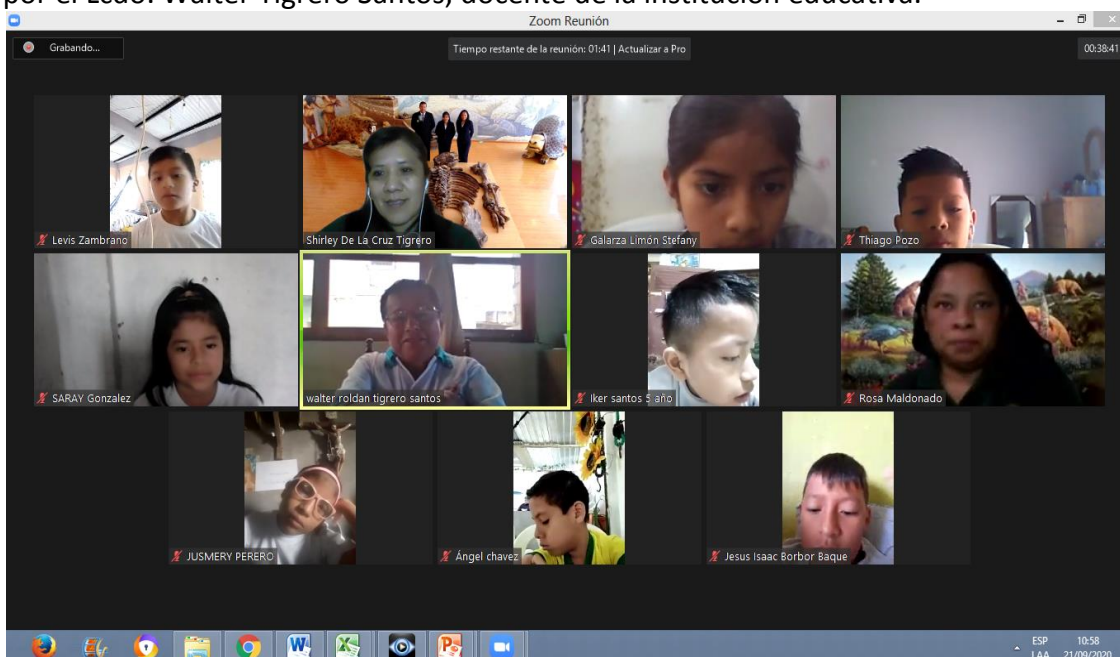 por el Lcdo. Walter Tigrero Santos, docente de la institución educativa.
Zoom Reunión
Grabando...
Tiempo restante de la reunión: 01:41 | Actualizar a Pro
00:38:41
Levis Zambrano
Shirley De La Cruz Tigrero
Galarza Limón Stefany
Thiago Pozo
SARAY Gonzalez
walter roldan tigrero santos
Iker santos 5 año
Rosa Maldonado
JUSMERY PERERO
Ángel chavez
Jesus Isaac Borbor Baque
ESP
10:58
LAA
21/09/2020